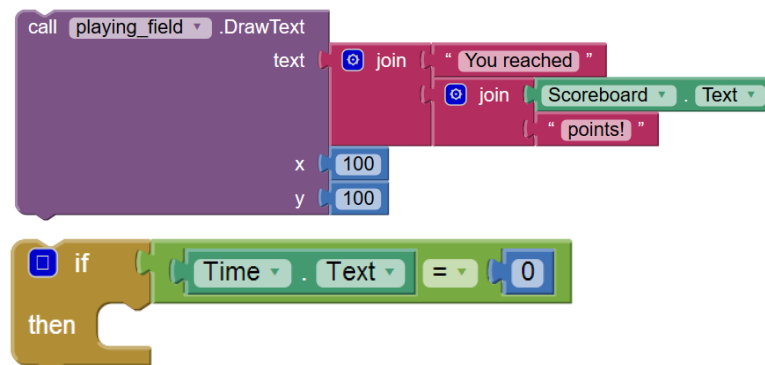 call playing_field .DrawText
text join " You reached "
join Scoreboard . Text
" points! "
x 100
y 100
if Time . Text = 0
then